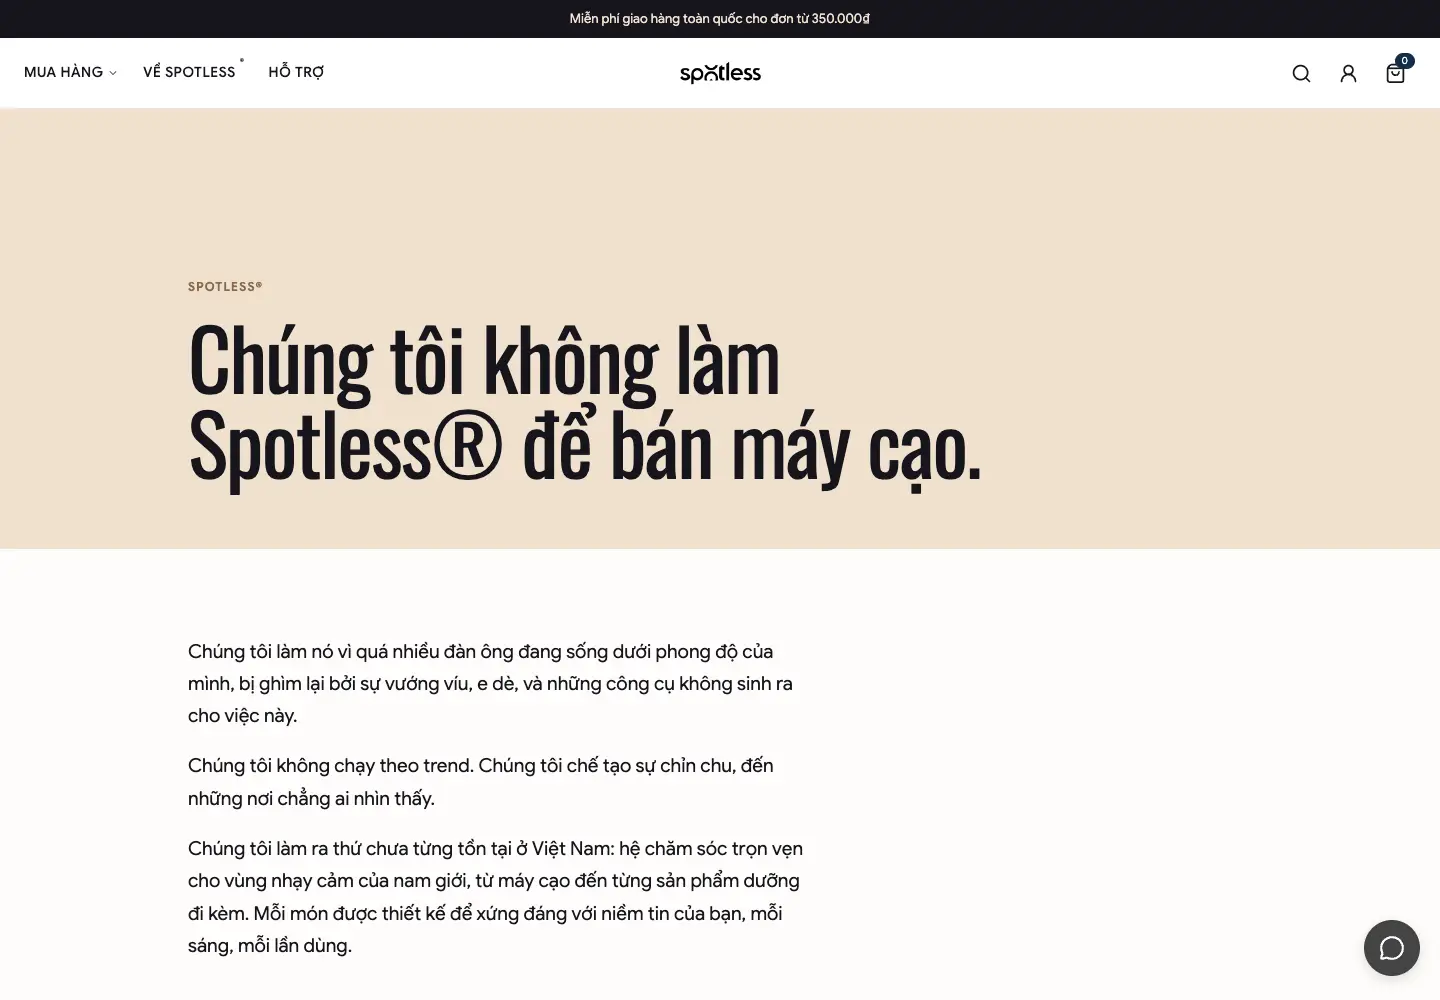 Miễn phí giao hàng toàn quốc cho đơn từ 350.000₫
MUA HÀNG
VỀ SPOTLESS®
HỖ TRỢ
spotless
0
SPOTLESS®
Chúng tôi không làm
Spotless® để bán máy cạo.
Chúng tôi làm nó vì quá nhiều đàn ông đang sống dưới phong độ của
mình, bị ghìm lại bởi sự vướng víu, e dè, và những công cụ không sinh ra
cho việc này.
Chúng tôi không chạy theo trend. Chúng tôi chế tạo sự chỉn chu, đến
những nơi chẳng ai nhìn thấy.
Chúng tôi làm ra thứ chưa từng tồn tại ở Việt Nam: hệ chăm sóc trọn vẹn
cho vùng nhạy cảm của nam giới, từ máy cạo đến từng sản phẩm dưỡng
đi kèm. Mỗi món được thiết kế để xứng đáng với niềm tin của bạn, mỗi
sáng, mỗi lần dùng.